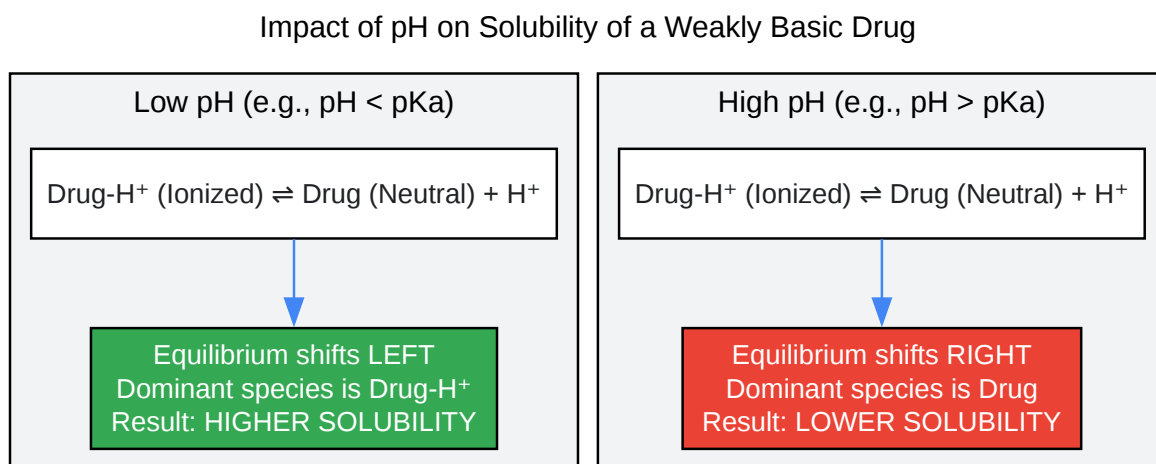 Impact of pH on Solubility of a Weakly Basic Drug
Low pH (e.g., pH < pKa)
Drug-H⁺ (Ionized) ⇌ Drug (Neutral) + H⁺
Equilibrium shifts LEFT
Dominant species is Drug-H⁺
Result: HIGHER SOLUBILITY
High pH (e.g., pH > pKa)
Drug-H⁺ (Ionized) ⇌ Drug (Neutral) + H⁺
Equilibrium shifts RIGHT
Dominant species is Drug
Result: LOWER SOLUBILITY